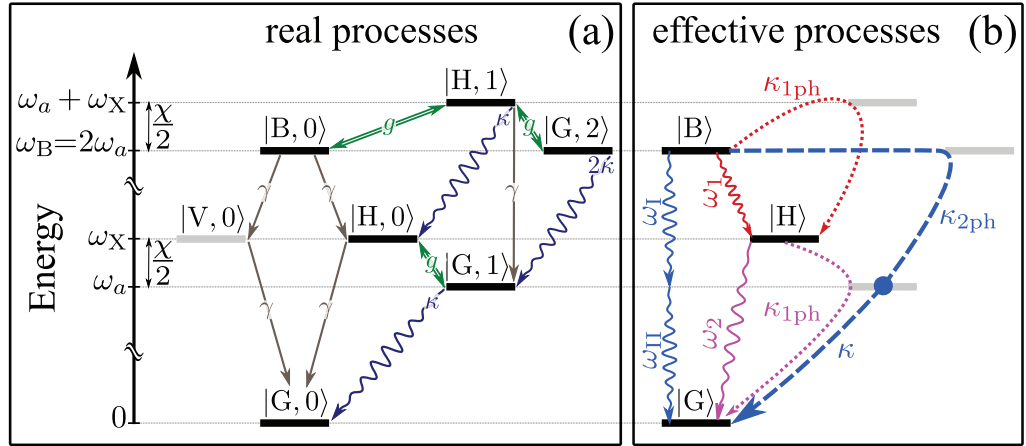 real processes (a)
|H, 1⟩
ω_a + ω_X
χ/2
κ
|B, 0⟩
g
g
|G, 2⟩
ω_B=2ω_a
2κ
γ
γ
γ
|V, 0⟩
|H, 0⟩
ω_X
χ/2
g
|G, 1⟩
ω_a
κ
Energy
γ
γ
|G, 0⟩
0
effective processes (b)
κ_1ph
|B⟩
ω_I
ω_1
κ_2ph
|H⟩
κ_1ph
ω_II
ω_2
κ
|G⟩